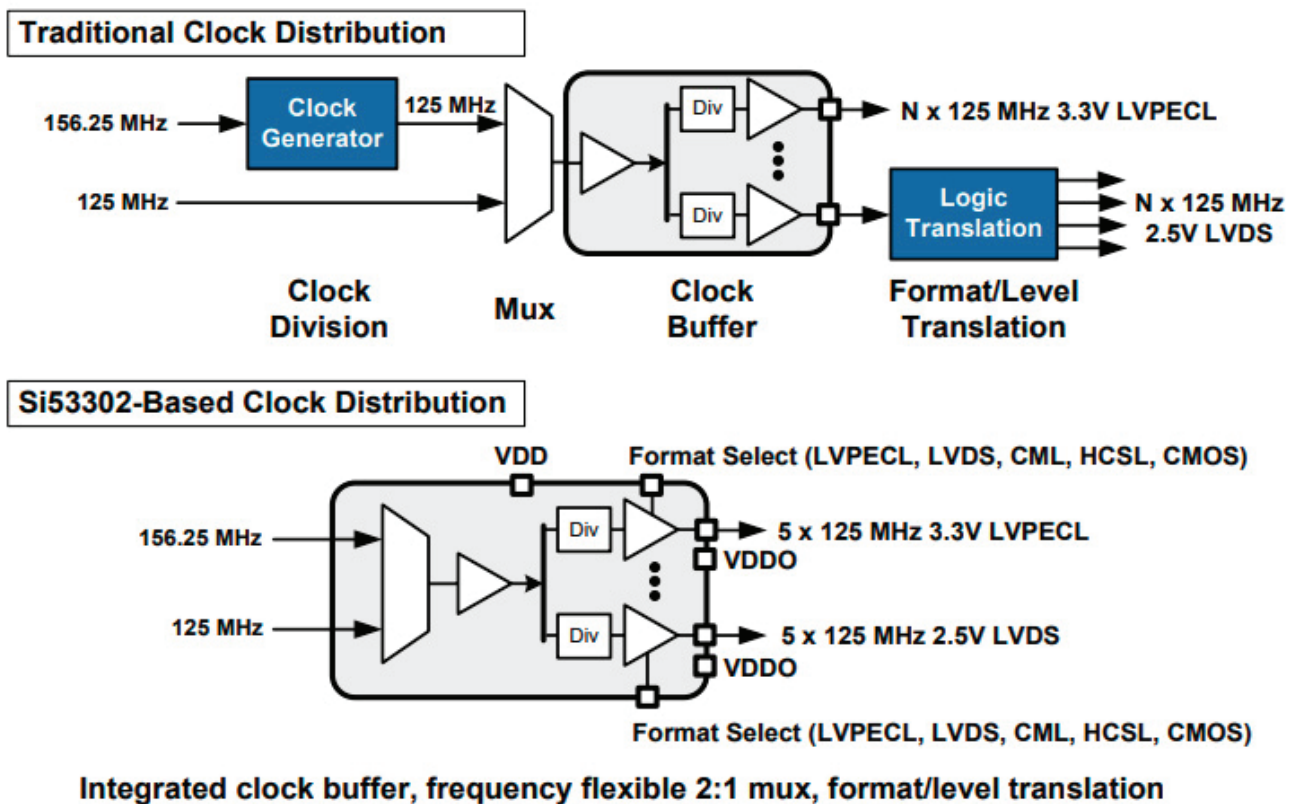 Traditional Clock Distribution
156.25 MHz
Clock
Generator
125 MHz
125 MHz
Div
Div
N x 125 MHz 3.3V LVPECL
Logic
Translation
N x 125 MHz
2.5V LVDS
Clock
Division
Mux
Clock
Buffer
Format/Level
Translation
Si53302-Based Clock Distribution
VDD
Format Select (LVPECL, LVDS, CML, HCSL, CMOS)
156.25 MHz
125 MHz
Div
Div
5 x 125 MHz 3.3V LVPECL
VDDO
5 x 125 MHz 2.5V LVDS
VDDO
Format Select (LVPECL, LVDS, CML, HCSL, CMOS)
Integrated clock buffer, frequency flexible 2:1 mux, format/level translation